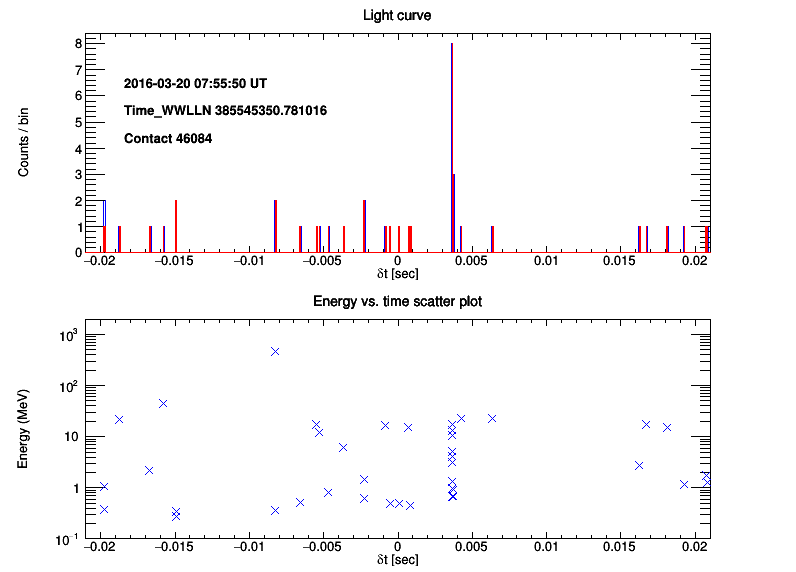 Light curve
Counts / bin
8
7
6
5
4
3
2
1
0
2016-03-20 07:55:50 UT
Time_WWLLN 385545350.781016
Contact 46084
−0.02 −0.015 −0.01 −0.005 0 0.005 0.01 0.015 0.02
δt [sec]
Energy vs. time scatter plot
Energy (MeV)
10³
10²
10
1
10⁻¹
−0.02 −0.015 −0.01 −0.005 0 0.005 0.01 0.015 0.02
δt [sec]